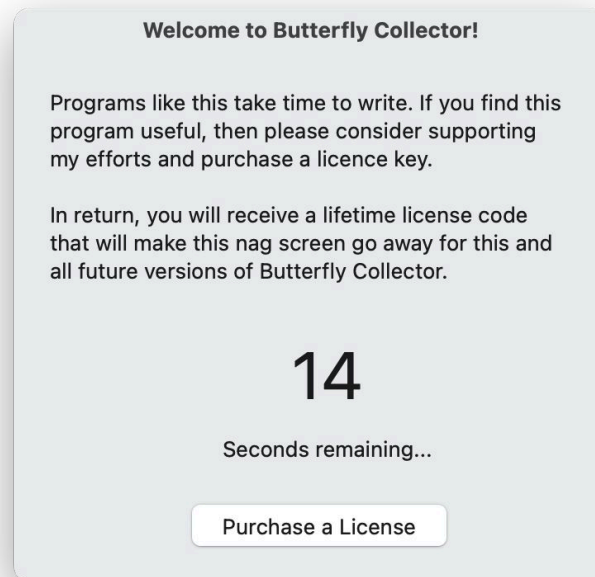 Welcome to Butterfly Collector!
Programs like this take time to write. If you find this
program useful, then please consider supporting
my efforts and purchase a licence key.
In return, you will receive a lifetime license code
that will make this nag screen go away for this and
all future versions of Butterfly Collector.
14
Seconds remaining...
Purchase a License